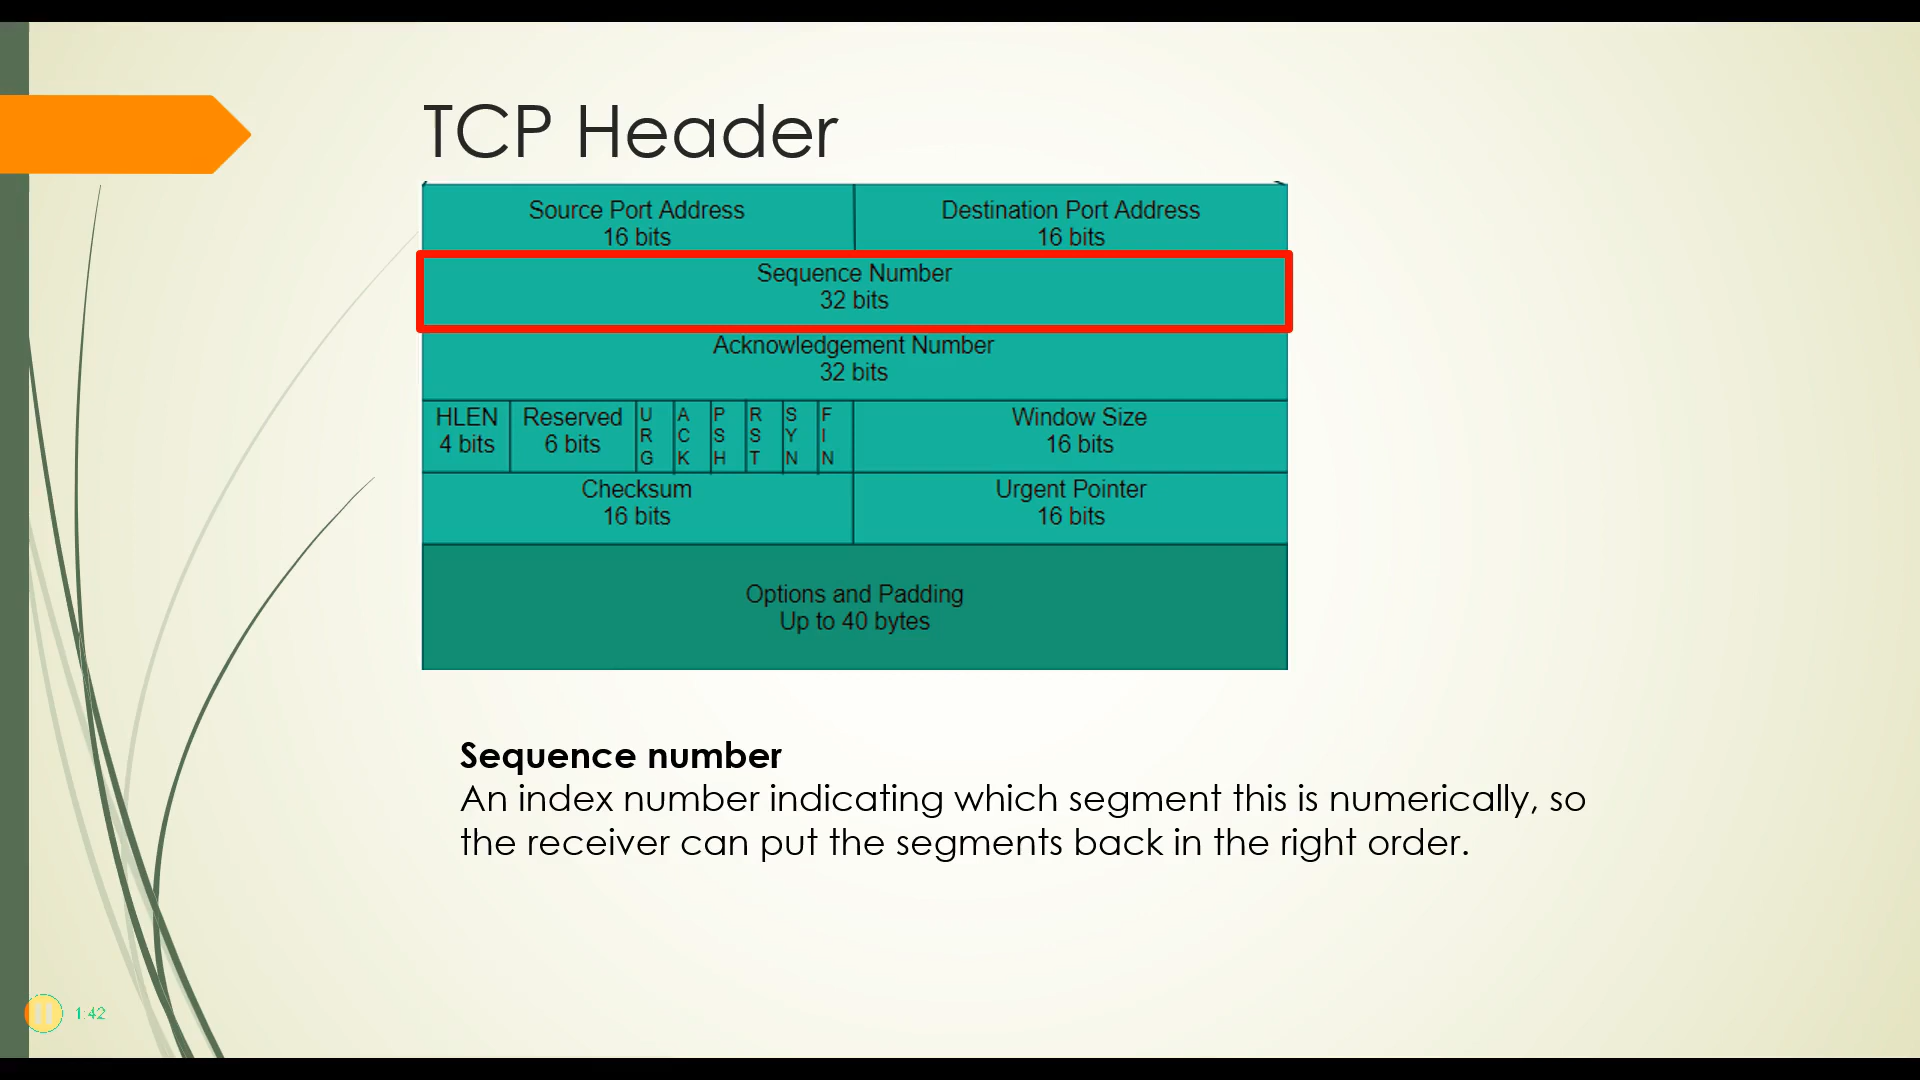 TCP Header
Source Port Address
16 bits
Destination Port Address
16 bits
Sequence Number
32 bits
Acknowledgement Number
32 bits
HLEN
4 bits
Reserved
6 bits
URG
ACK
PSH
RST
SYN
FIN
Window Size
16 bits
Checksum
16 bits
Urgent Pointer
16 bits
Options and Padding
Up to 40 bytes
Sequence number
An index number indicating which segment this is numerically, so
the receiver can put the segments back in the right order.
1:42